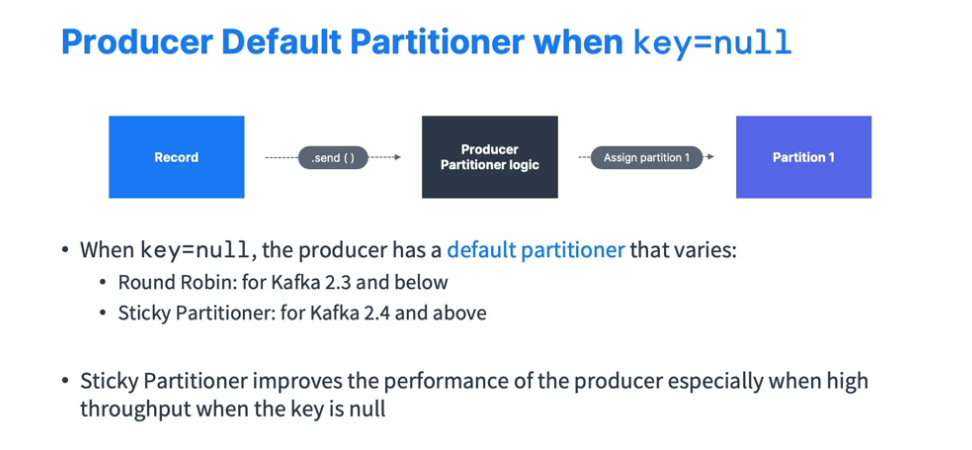 Producer Default Partitioner when key=null
Record
.send ()
Producer
Partitioner logic
Assign partition 1
Partition 1
• When key=null, the producer has a default partitioner that varies:
• Round Robin: for Kafka 2.3 and below
• Sticky Partitioner: for Kafka 2.4 and above
• Sticky Partitioner improves the performance of the producer especially when high
throughput when the key is null